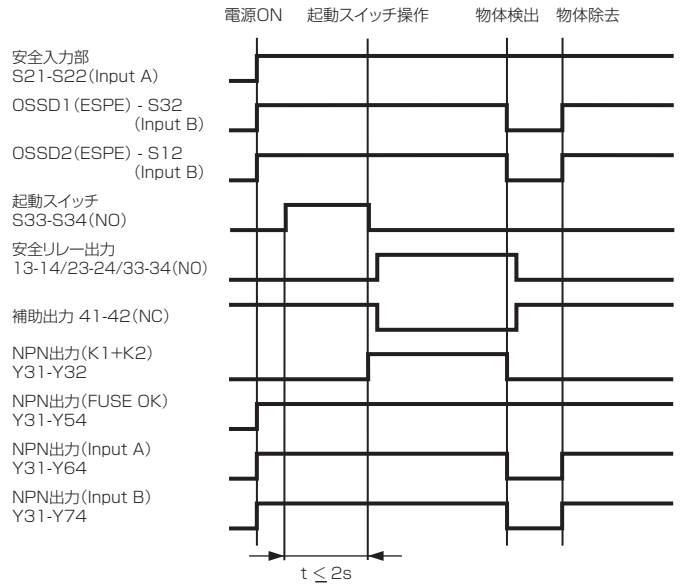 電源ON 起動スイッチ操作 物体検出 物体除去
安全入力部
S21-S22(Input A)
OSSD1(ESPE) - S32
(Input B)
OSSD2(ESPE) - S12
(Input B)
起動スイッチ
S33-S34(NO)
安全リレー出力
13-14/23-24/33-34(NO)
補助出力 41-42(NC)
NPN出力(K1+K2)
Y31-Y32
NPN出力(FUSE OK)
Y31-Y54
NPN出力(Input A)
Y31-Y64
NPN出力(Input B)
Y31-Y74
t ≤ 2s